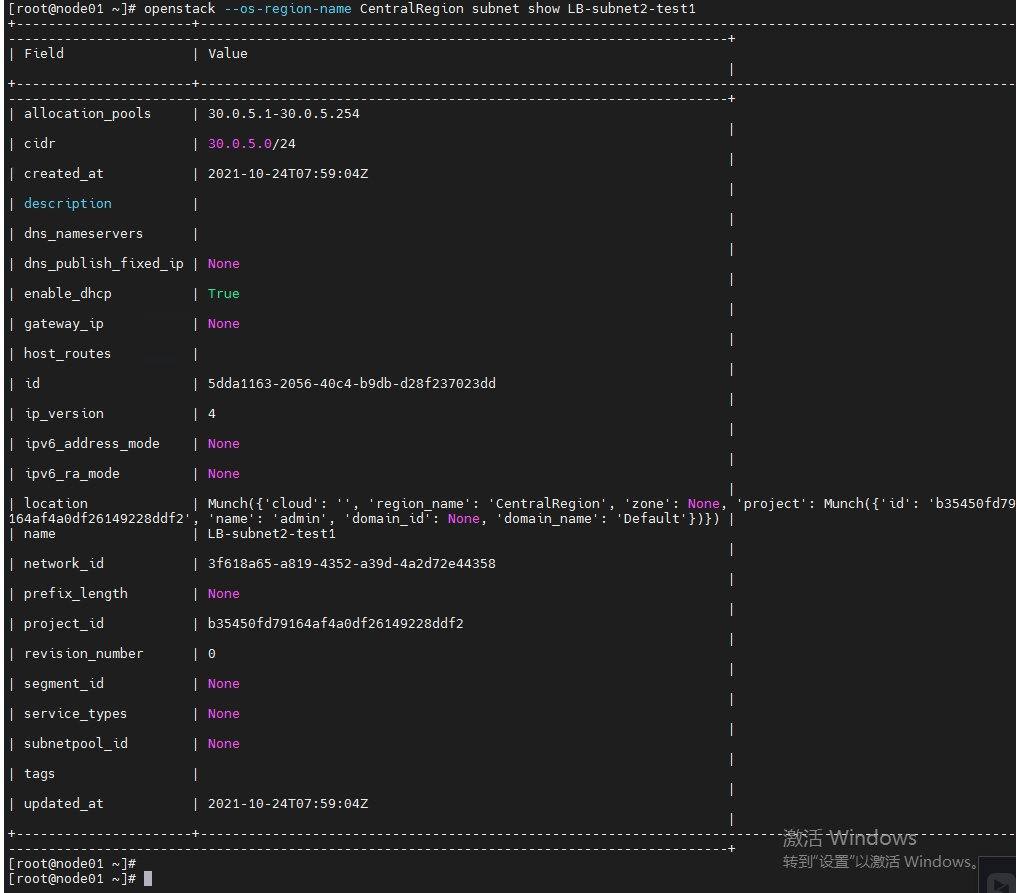 [root@node01 ~]# openstack --os-region-name CentralRegion subnet show LB-subnet2-test1
+----------------------+-------------------------------------------------------------------------------------------------------
------------------------------------------------------------------------------------------+
| Field                | Value
|
+----------------------+-------------------------------------------------------------------------------------------------------
------------------------------------------------------------------------------------------+
| allocation_pools     | 30.0.5.1-30.0.5.254
|
| cidr                 | 30.0.5.0/24
|
| created_at           | 2021-10-24T07:59:04Z
|
| description          |
|
| dns_nameservers      |
|
| dns_publish_fixed_ip | None
|
| enable_dhcp          | True
|
| gateway_ip           | None
|
| host_routes          |
|
| id                   | 5dda1163-2056-40c4-b9db-d28f237023dd
|
| ip_version           | 4
|
| ipv6_address_mode    | None
|
| ipv6_ra_mode         | None
|
| location             | Munch({'cloud': '', 'region_name': 'CentralRegion', 'zone': None, 'project': Munch({'id': 'b35450fd79
164af4a0df26149228ddf2', 'name': 'admin', 'domain_id': None, 'domain_name': 'Default'})}) |
| name                 | LB-subnet2-test1
|
| network_id           | 3f618a65-a819-4352-a39d-4a2d72e44358
|
| prefix_length        | None
|
| project_id           | b35450fd79164af4a0df26149228ddf2
|
| revision_number      | 0
|
| segment_id           | None
|
| service_types        | None
|
| subnetpool_id        | None
|
| tags                 |
|
| updated_at           | 2021-10-24T07:59:04Z
|
+----------------------+-------------------------------------------------------------------------------------------------------
------------------------------------------------------------------------------------------+
[root@node01 ~]#
[root@node01 ~]#
激活 Windows
转到"设置"以激活 Windows。